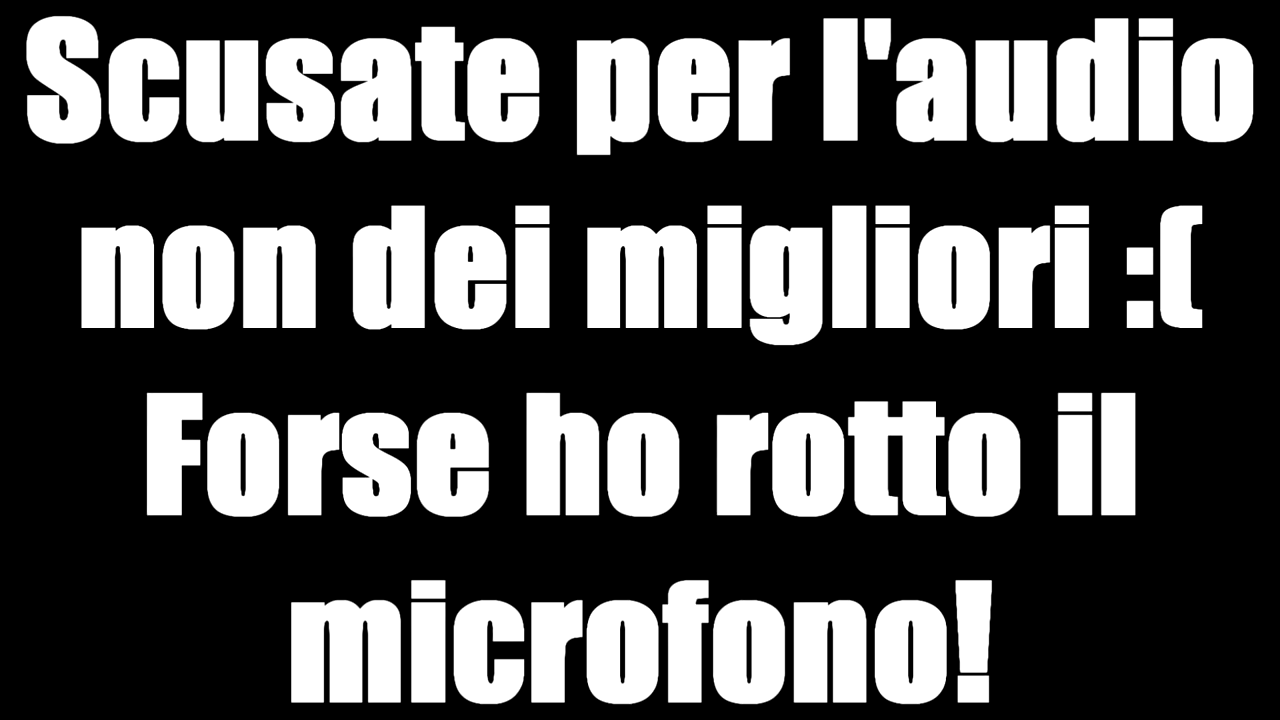 Scusate per l'audio
non dei migliori :(
Forse ho rotto il
microfono!